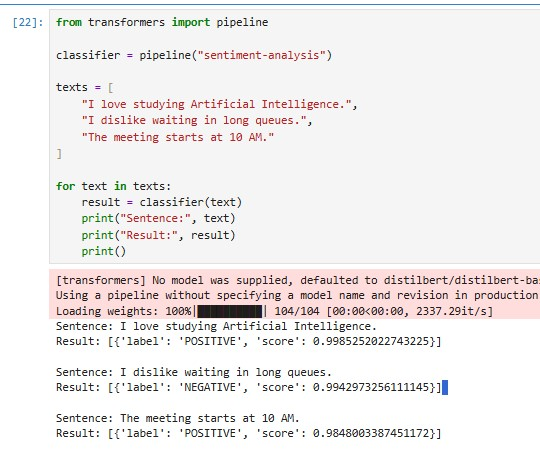 [22]: from transformers import pipeline
classifier = pipeline("sentiment-analysis")
texts = [
"I love studying Artificial Intelligence.",
"I dislike waiting in long queues.",
"The meeting starts at 10 AM."
]
for text in texts:
result = classifier(text)
print("Sentence:", text)
print("Result:", result)
print()
[transformers] No model was supplied, defaulted to distilbert/distilbert-ba
Using a pipeline without specifying a model name and revision in production
Loading weights: 100%|██████████| 104/104 [00:00<00:00, 2337.29it/s]
Sentence: I love studying Artificial Intelligence.
Result: [{'label': 'POSITIVE', 'score': 0.9985252022743225}]
Sentence: I dislike waiting in long queues.
Result: [{'label': 'NEGATIVE', 'score': 0.9942973256111145}]
Sentence: The meeting starts at 10 AM.
Result: [{'label': 'POSITIVE', 'score': 0.9848003387451172}]